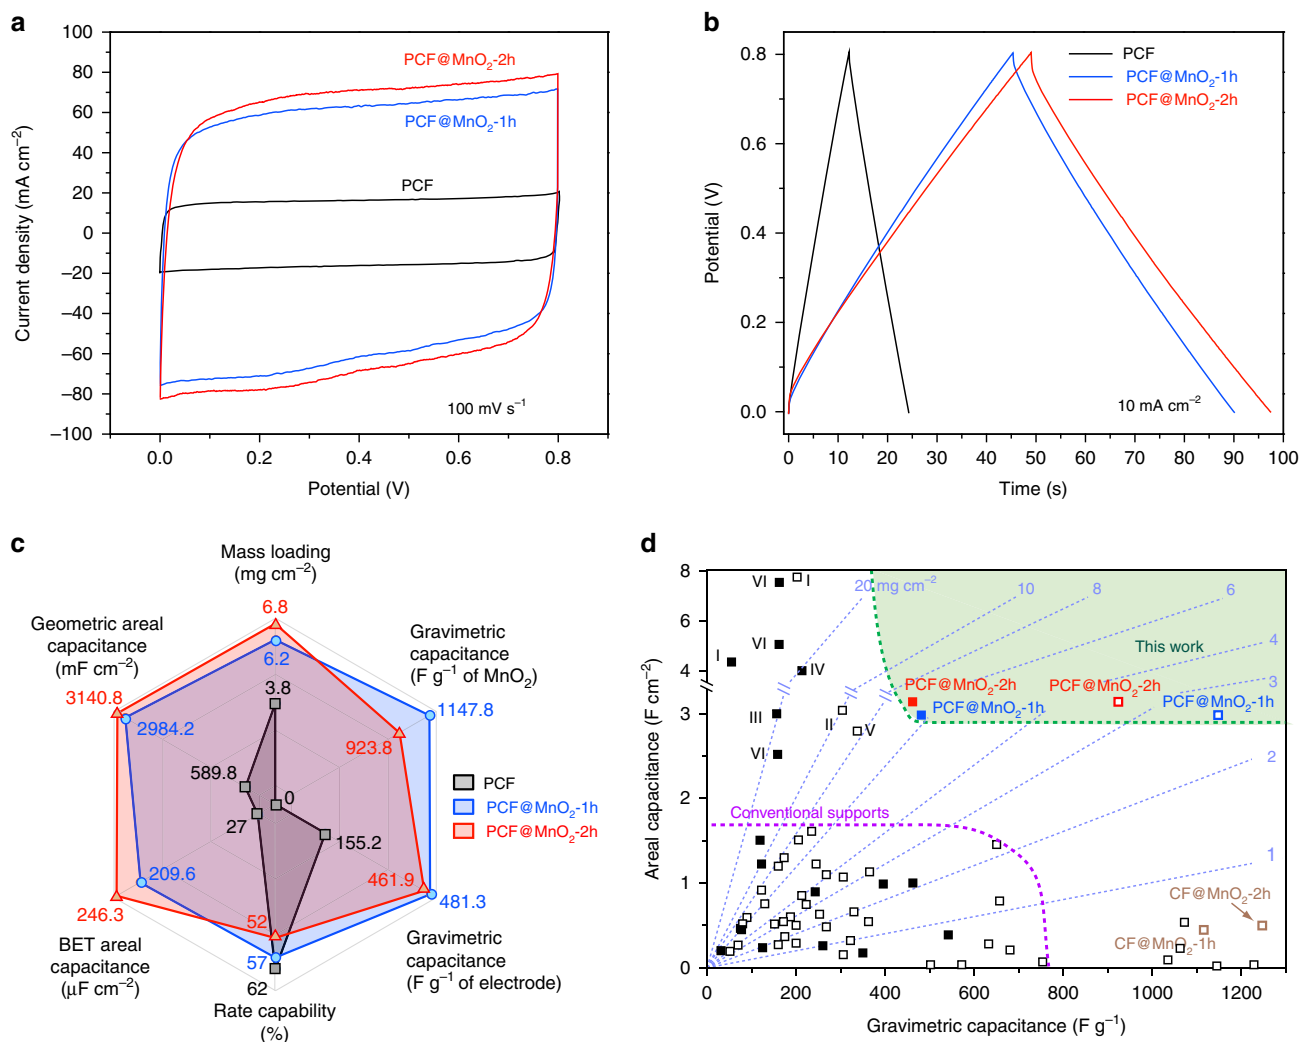 a
100
80
60
40
20
0
−20
−40
−60
−80
−100
Current density (mA cm⁻²)
PCF@MnO₂-2h
PCF@MnO₂-1h
PCF
100 mV s⁻¹
0.0
0.2
0.4
0.6
0.8
Potential (V)
b
0.8
0.6
0.4
0.2
0.0
Potential (V)
PCF
PCF@MnO₂-1h
PCF@MnO₂-2h
10 mA cm⁻²
0
10
20
30
40
50
60
70
80
90
100
Time (s)
c
Mass loading
(mg cm⁻²)
6.8
6.2
3.8
Geometric areal
capacitance
(mF cm⁻²)
3140.8
2984.2
589.8
Gravimetric
capacitance
(F g⁻¹ of MnO₂)
1147.8
923.8
0
27
155.2
PCF
PCF@MnO₂-1h
PCF@MnO₂-2h
209.6
246.3
BET areal
capacitance
(μF cm⁻²)
461.9
481.3
Gravimetric
capacitance
(F g⁻¹ of electrode)
52
57
62
Rate capability
(%)
d
8
6
4
3
2
1
0
Areal capacitance (F cm⁻²)
VI
I
VI
I
IV
III
II
V
VI
20 mg cm⁻²
10
8
6
4
3
2
1
This work
PCF@MnO₂-2h
PCF@MnO₂-1h
PCF@MnO₂-2h
PCF@MnO₂-1h
Conventional supports
CF@MnO₂-2h
CF@MnO₂-1h
0
200
400
600
800
1000
1200
Gravimetric capacitance (F g⁻¹)